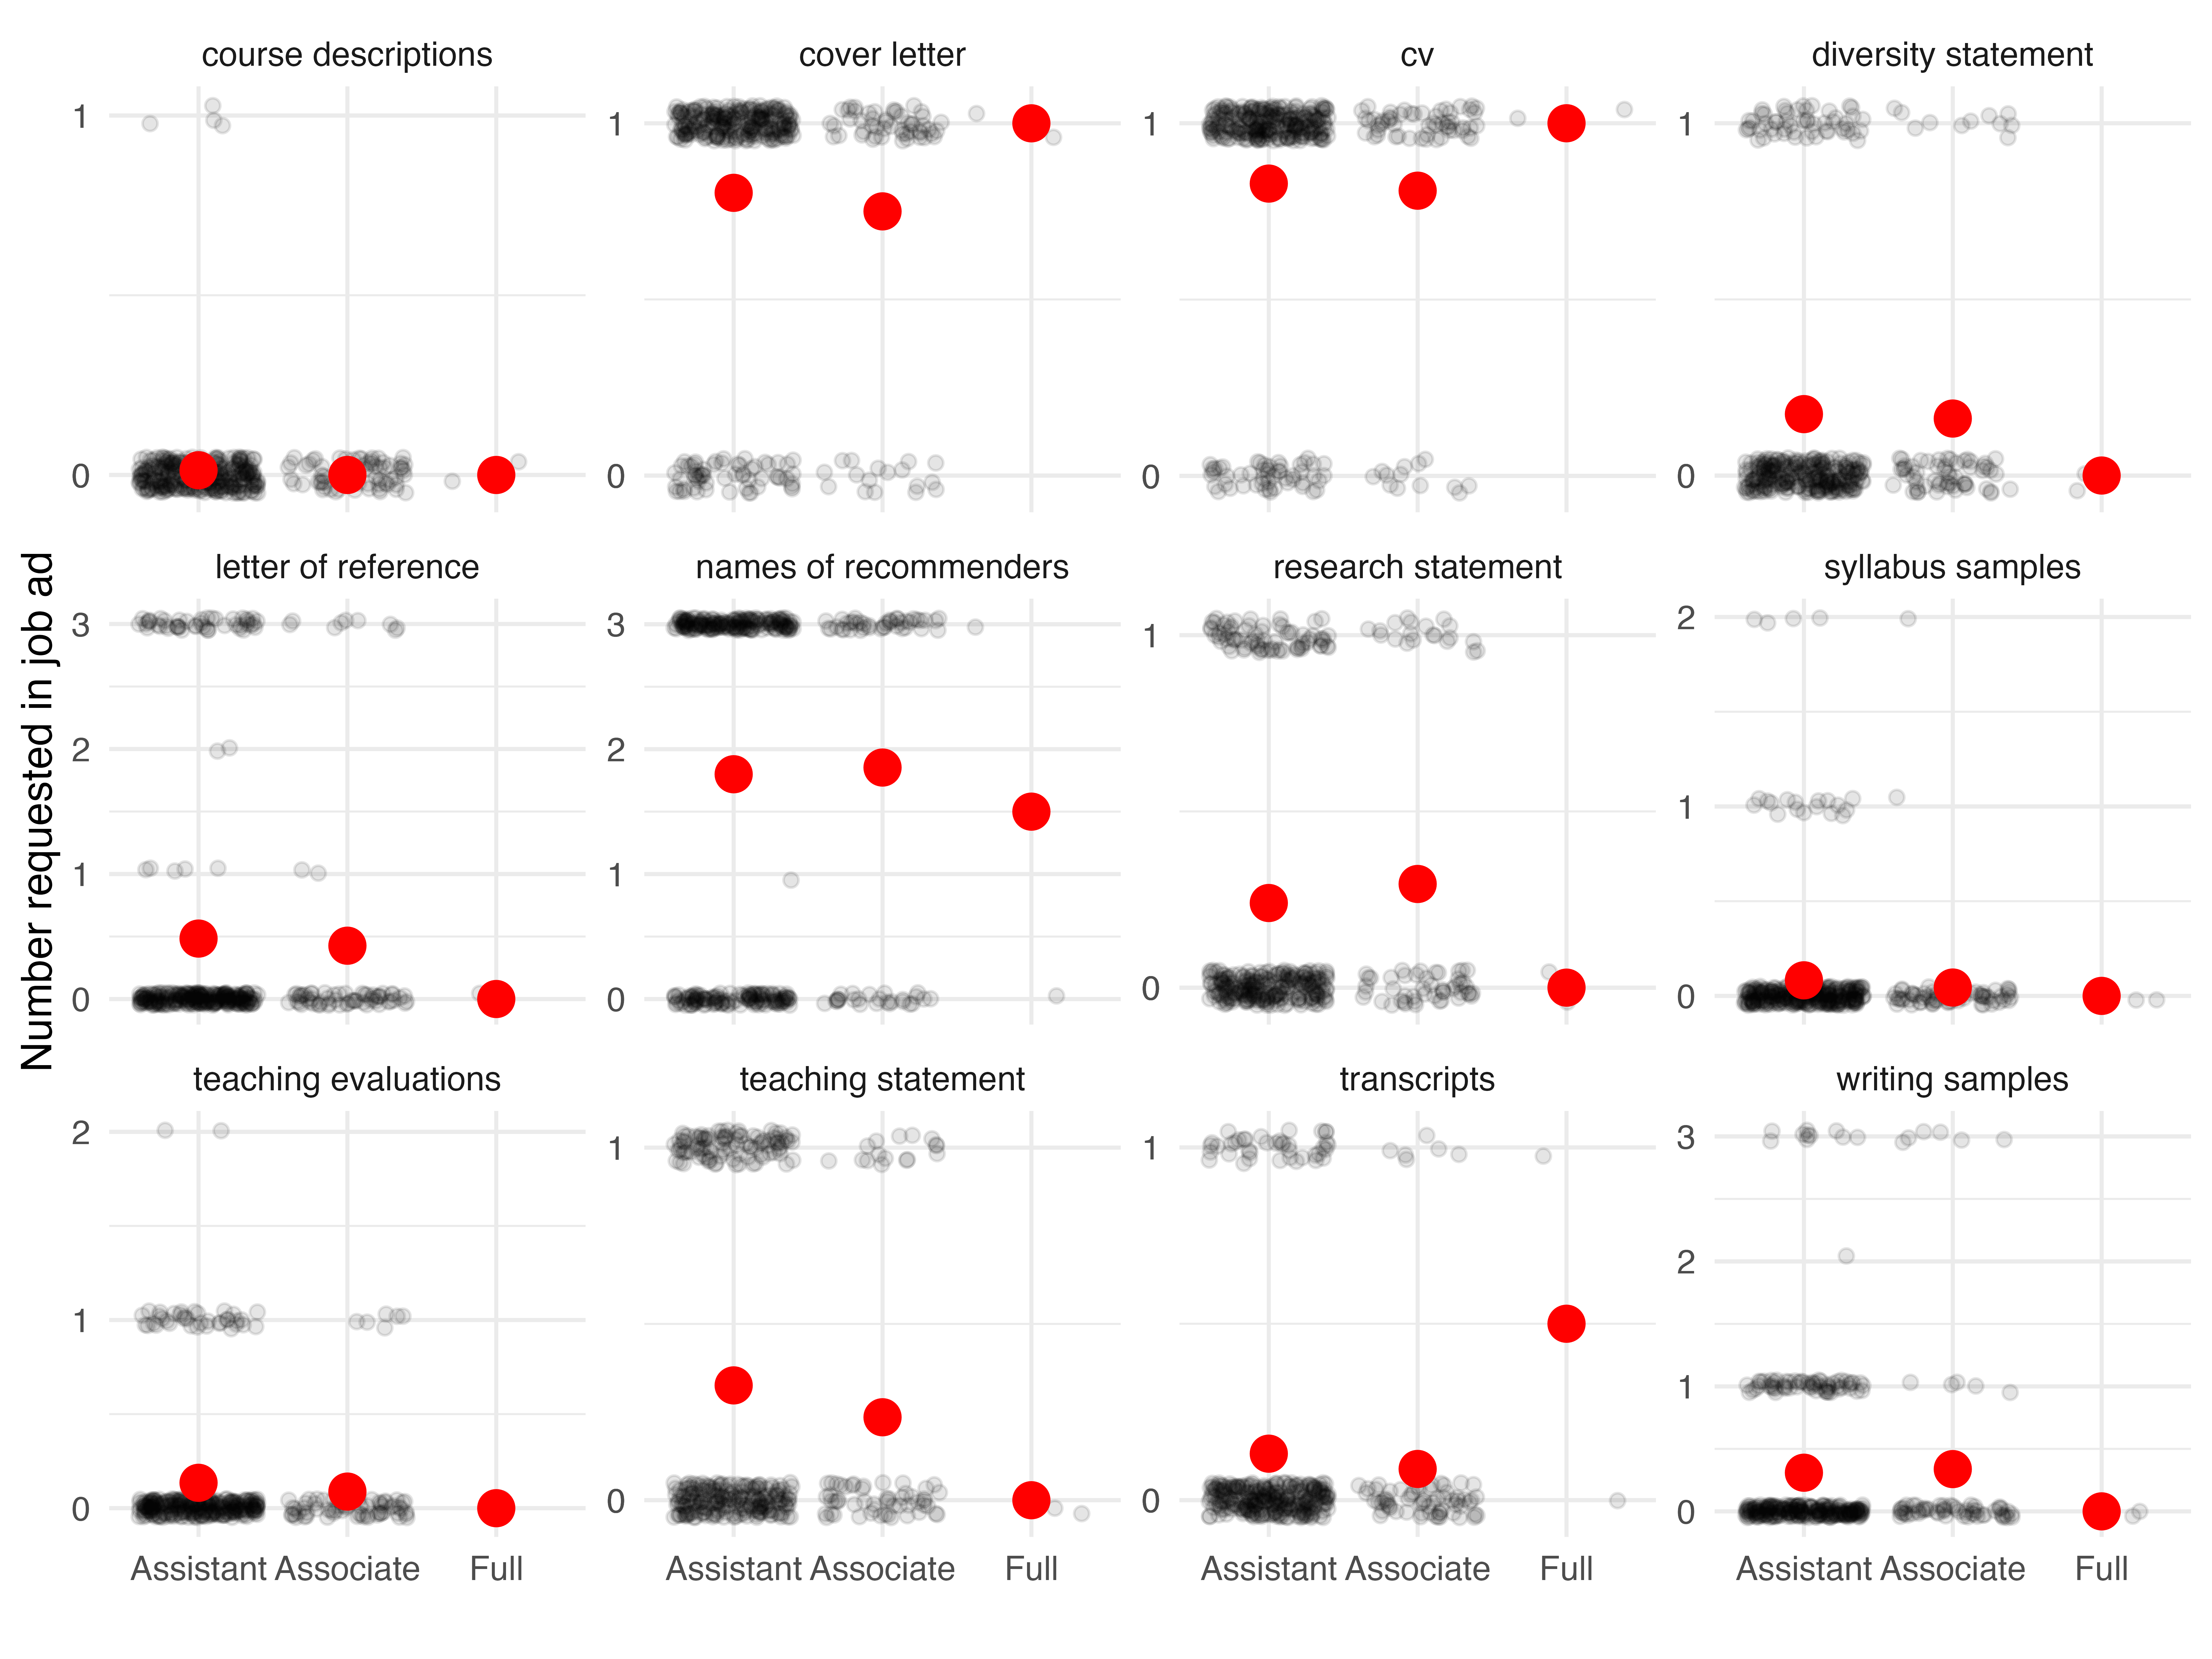 Number requested in job ad
course descriptions
cover letter
cv
diversity statement
1
0
1
0
1
0
1
0
letter of reference
names of recommenders
research statement
syllabus samples
3
2
1
0
3
2
1
0
1
0
2
1
0
teaching evaluations
teaching statement
transcripts
writing samples
2
1
0
1
0
1
0
3
2
1
0
Assistant Associate Full
Assistant Associate Full
Assistant Associate Full
Assistant Associate Full